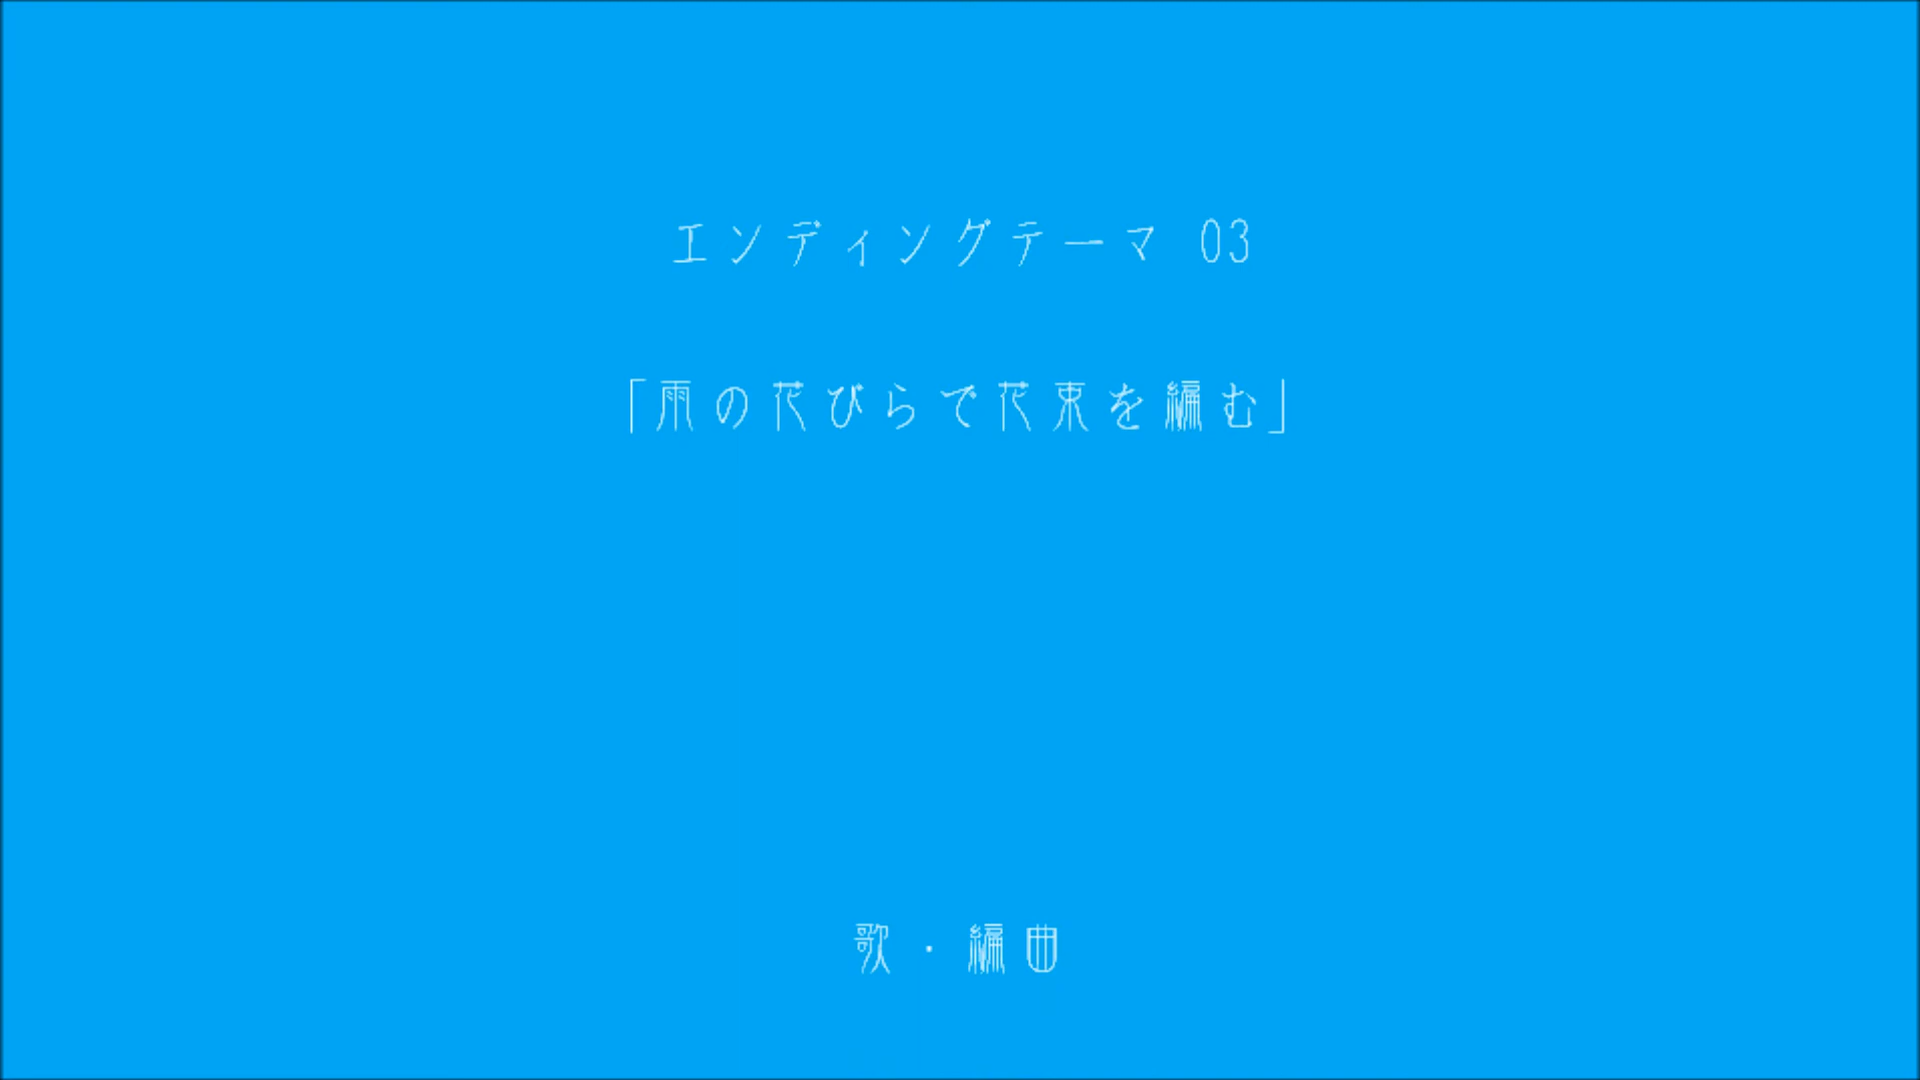 エンディングテーマ 03
「雨の花びらで花束を編む」
歌・編曲